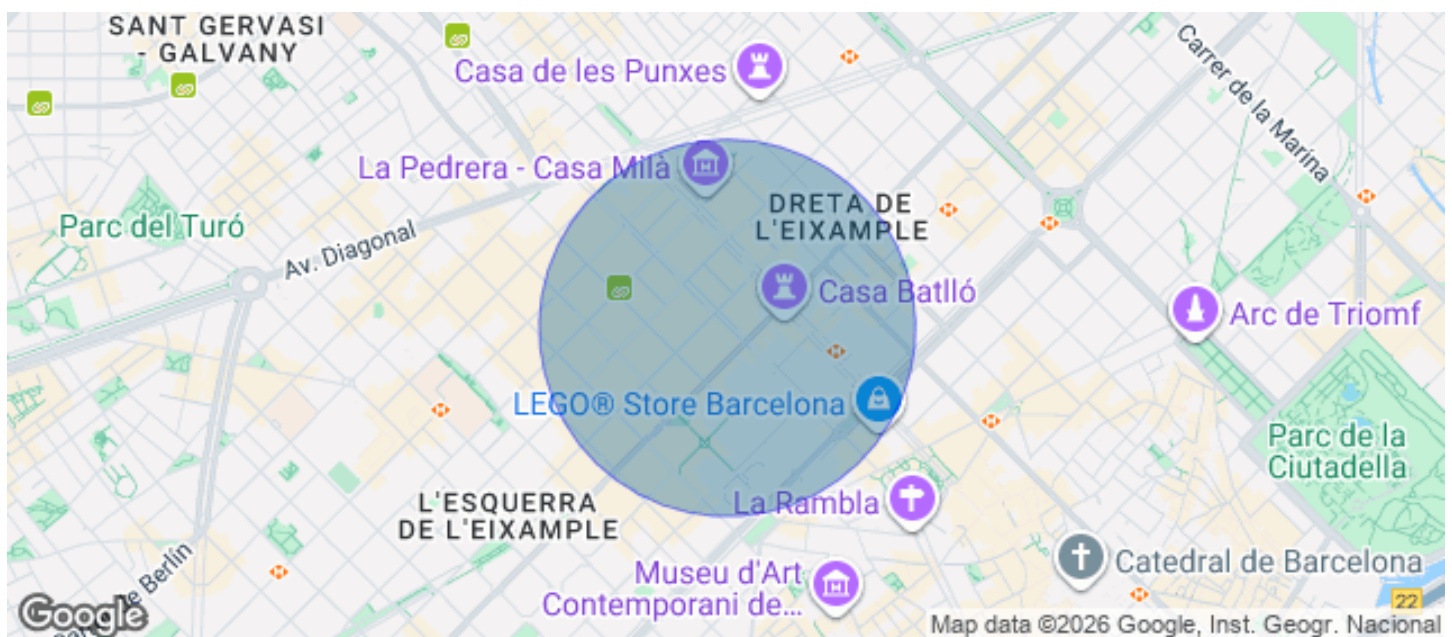 SANT GERVASI
- GALVANY
Casa de les Punxes
Carrer de la Marina
La Pedrera - Casa Milà
DRETA DE
L'EIXAMPLE
Parc del Turó
Av. Diagonal
Casa Batlló
Arc de Triomf
LEGO® Store Barcelona
Parc de la
Ciutadella
L'ESQUERRA
DE L'EIXAMPLE
La Rambla
Catedral de Barcelona
Museu d'Art
Contemporani de...
de Berlín
22
Google
Map data ©2026 Google, Inst. Geogr. Nacional